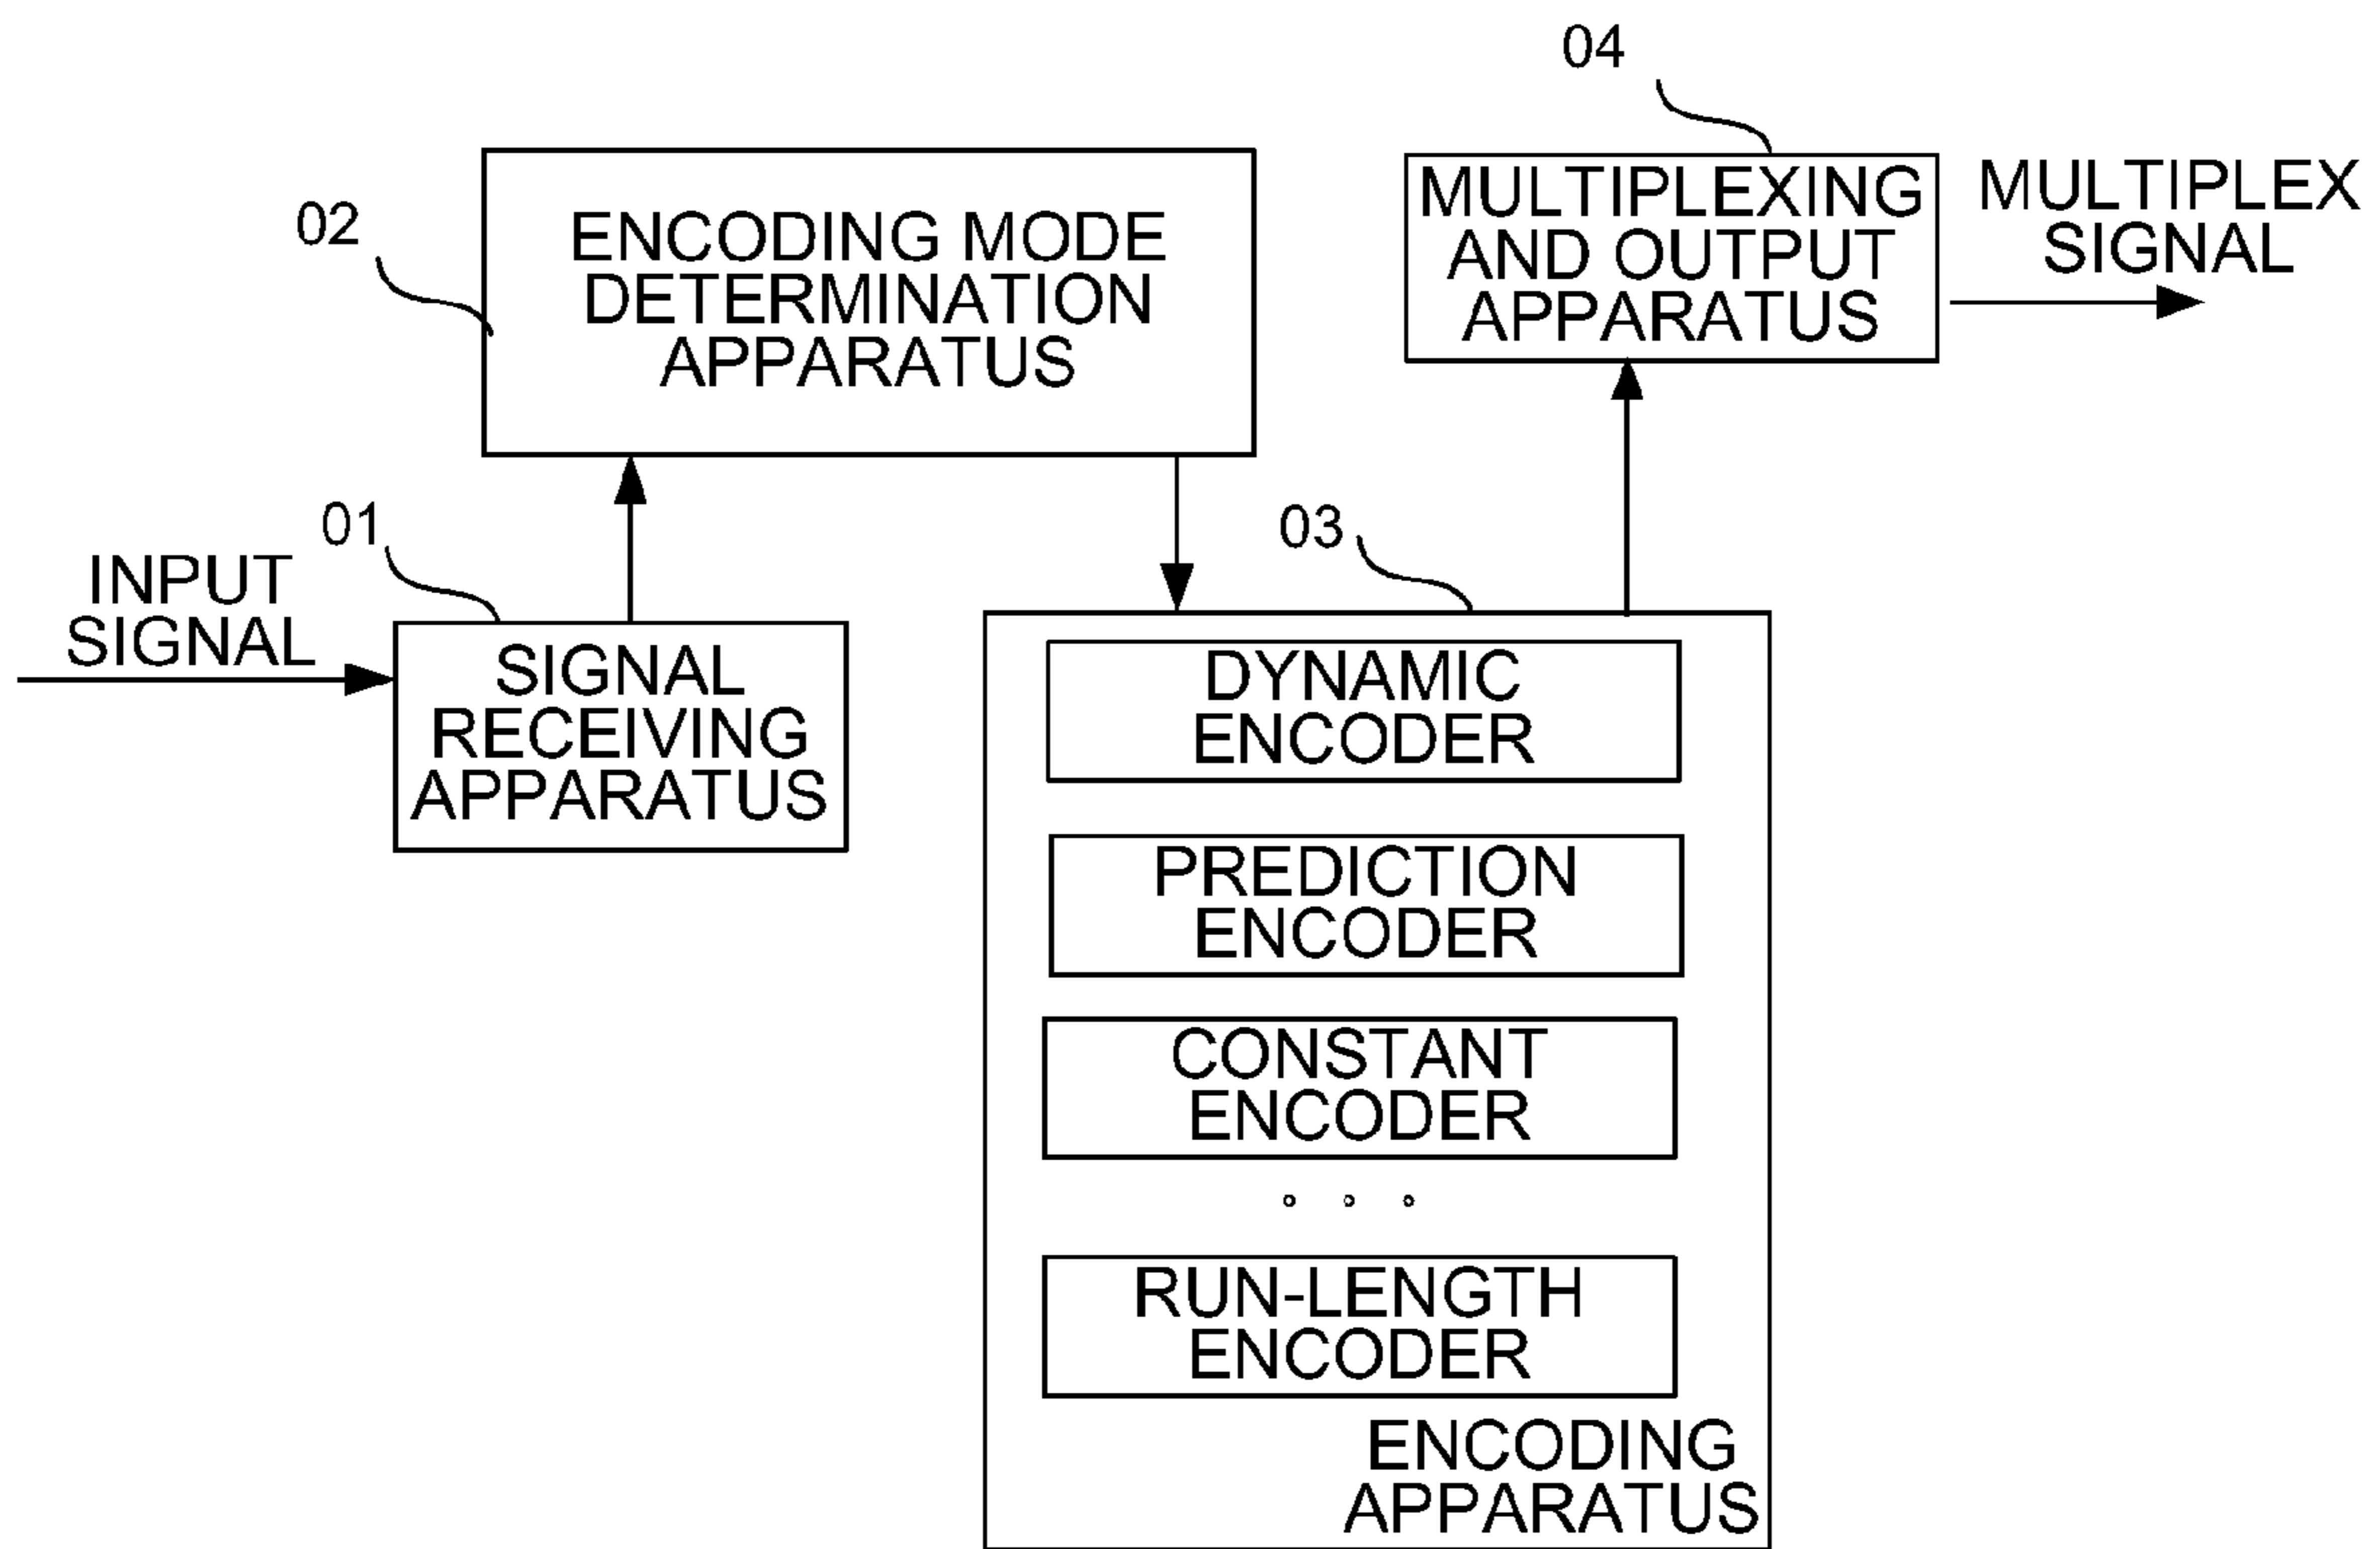 04
02
ENCODING MODE
DETERMINATION
APPARATUS
MULTIPLEXING
AND OUTPUT
APPARATUS
MULTIPLEX
SIGNAL
01
INPUT
SIGNAL
SIGNAL
RECEIVING
APPARATUS
03
DYNAMIC
ENCODER
PREDICTION
ENCODER
CONSTANT
ENCODER
。。。
RUN-LENGTH
ENCODER
ENCODING
APPARATUS